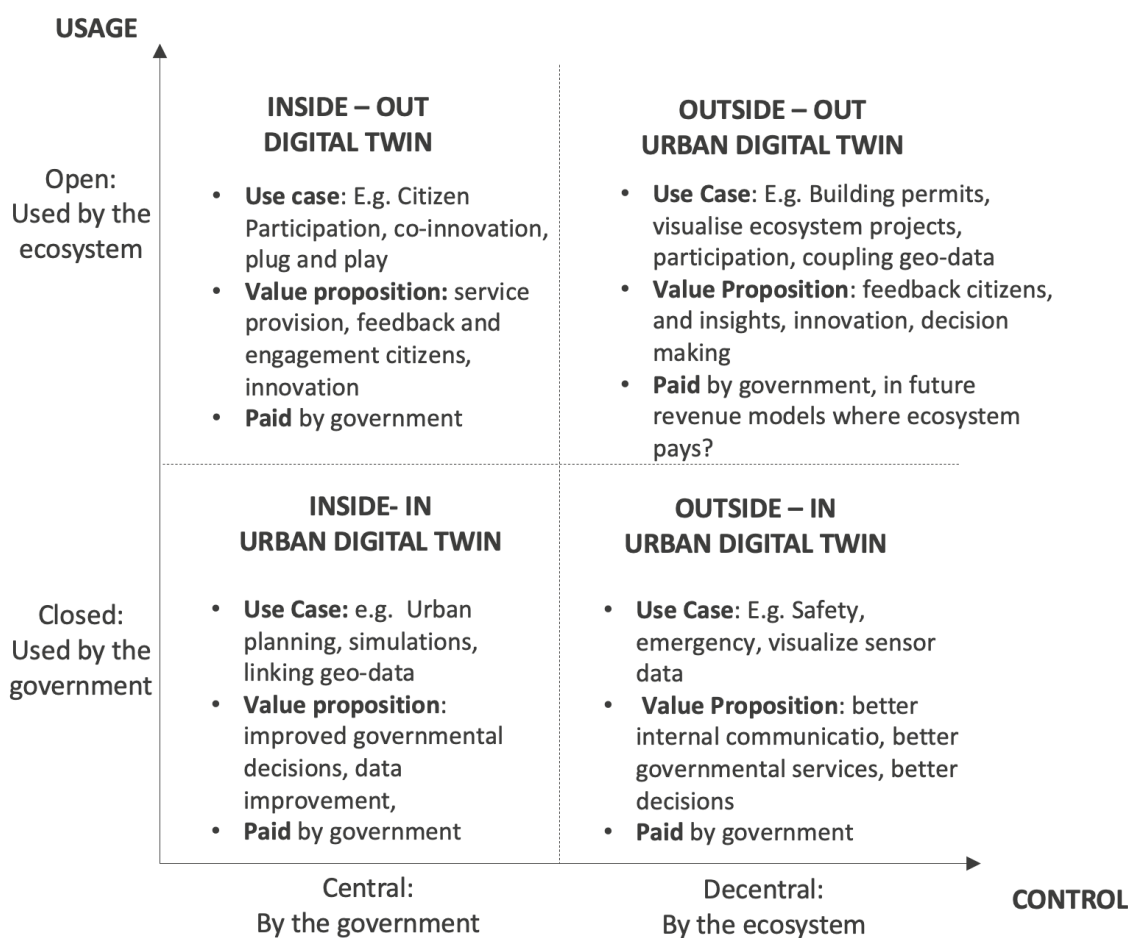 USAGE
Open:
Used by the
ecosystem
INSIDE – OUT
DIGITAL TWIN
• Use case: E.g. Citizen
Participation, co-innovation,
plug and play
• Value proposition: service
provision, feedback and
engagement citizens,
innovation
• Paid by government
OUTSIDE – OUT
URBAN DIGITAL TWIN
• Use Case: E.g. Building permits,
visualise ecosystem projects,
participation, coupling geo-data
• Value Proposition: feedback citizens,
and insights, innovation, decision
making
• Paid by government, in future
revenue models where ecosystem
pays?
Closed:
Used by the
government
INSIDE- IN
URBAN DIGITAL TWIN
• Use Case: e.g. Urban
planning, simulations,
linking geo-data
• Value proposition:
improved governmental
decisions, data
improvement,
• Paid by government
OUTSIDE – IN
URBAN DIGITAL TWIN
• Use Case: E.g. Safety,
emergency, visualize sensor
data
• Value Proposition: better
internal communicatio, better
governmental services, better
decisions
• Paid by government
Central:
By the government
Decentral:
By the ecosystem
CONTROL